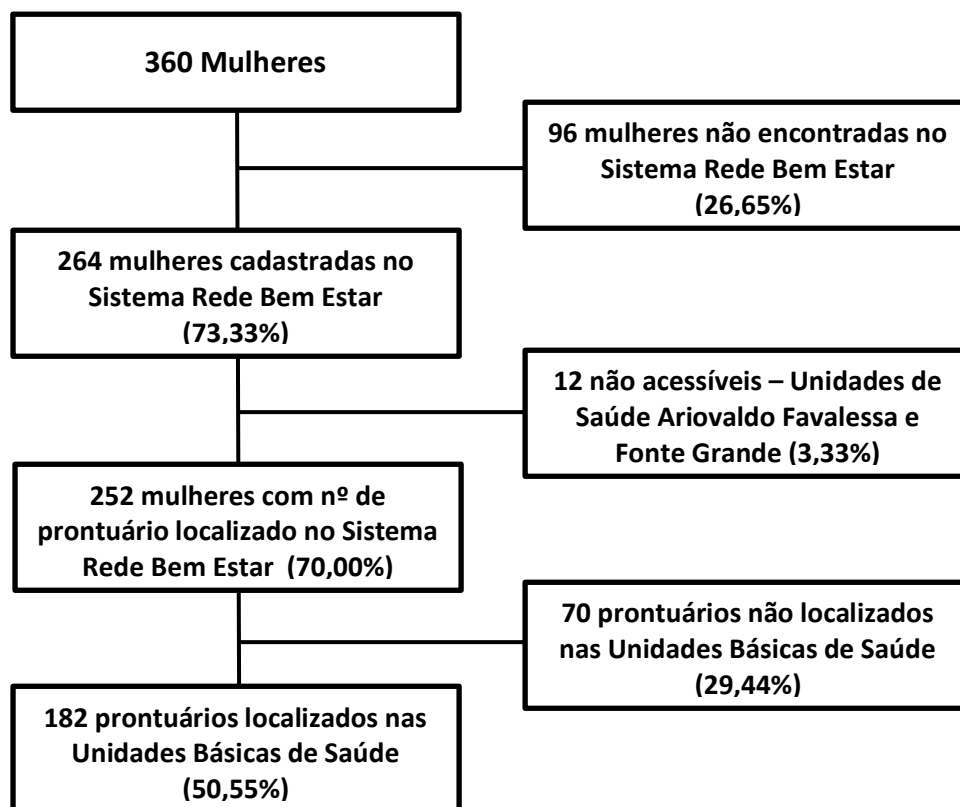 360 Mulheres
96 mulheres não encontradas no
Sistema Rede Bem Estar
(26,65%)
264 mulheres cadastradas no
Sistema Rede Bem Estar
(73,33%)
12 não acessíveis – Unidades de
Saúde Ariovaldo Favalessa e
Fonte Grande (3,33%)
252 mulheres com nº de
prontuário localizado no Sistema
Rede Bem Estar (70,00%)
70 prontuários não localizados
nas Unidades Básicas de Saúde
(29,44%)
182 prontuários localizados nas
Unidades Básicas de Saúde
(50,55%)